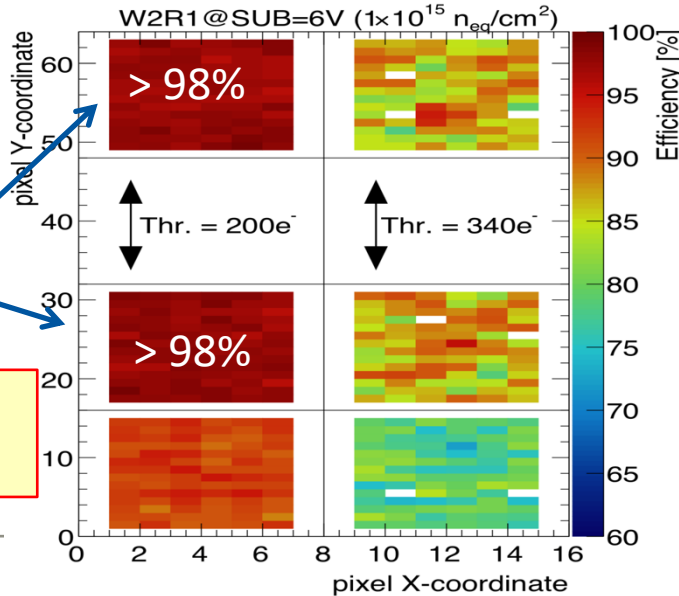 W2R1@SUB=6V (1×10¹⁵ n_eq/cm²)
pixel Y-coordinate
60
50
40
30
20
10
0
> 98%
Thr. = 200e⁻
Thr. = 340e⁻
> 98%
0 2 4 6 8 10 12 14 16
pixel X-coordinate
100
95
90
85
80
75
70
65
60
Efficiency [%]